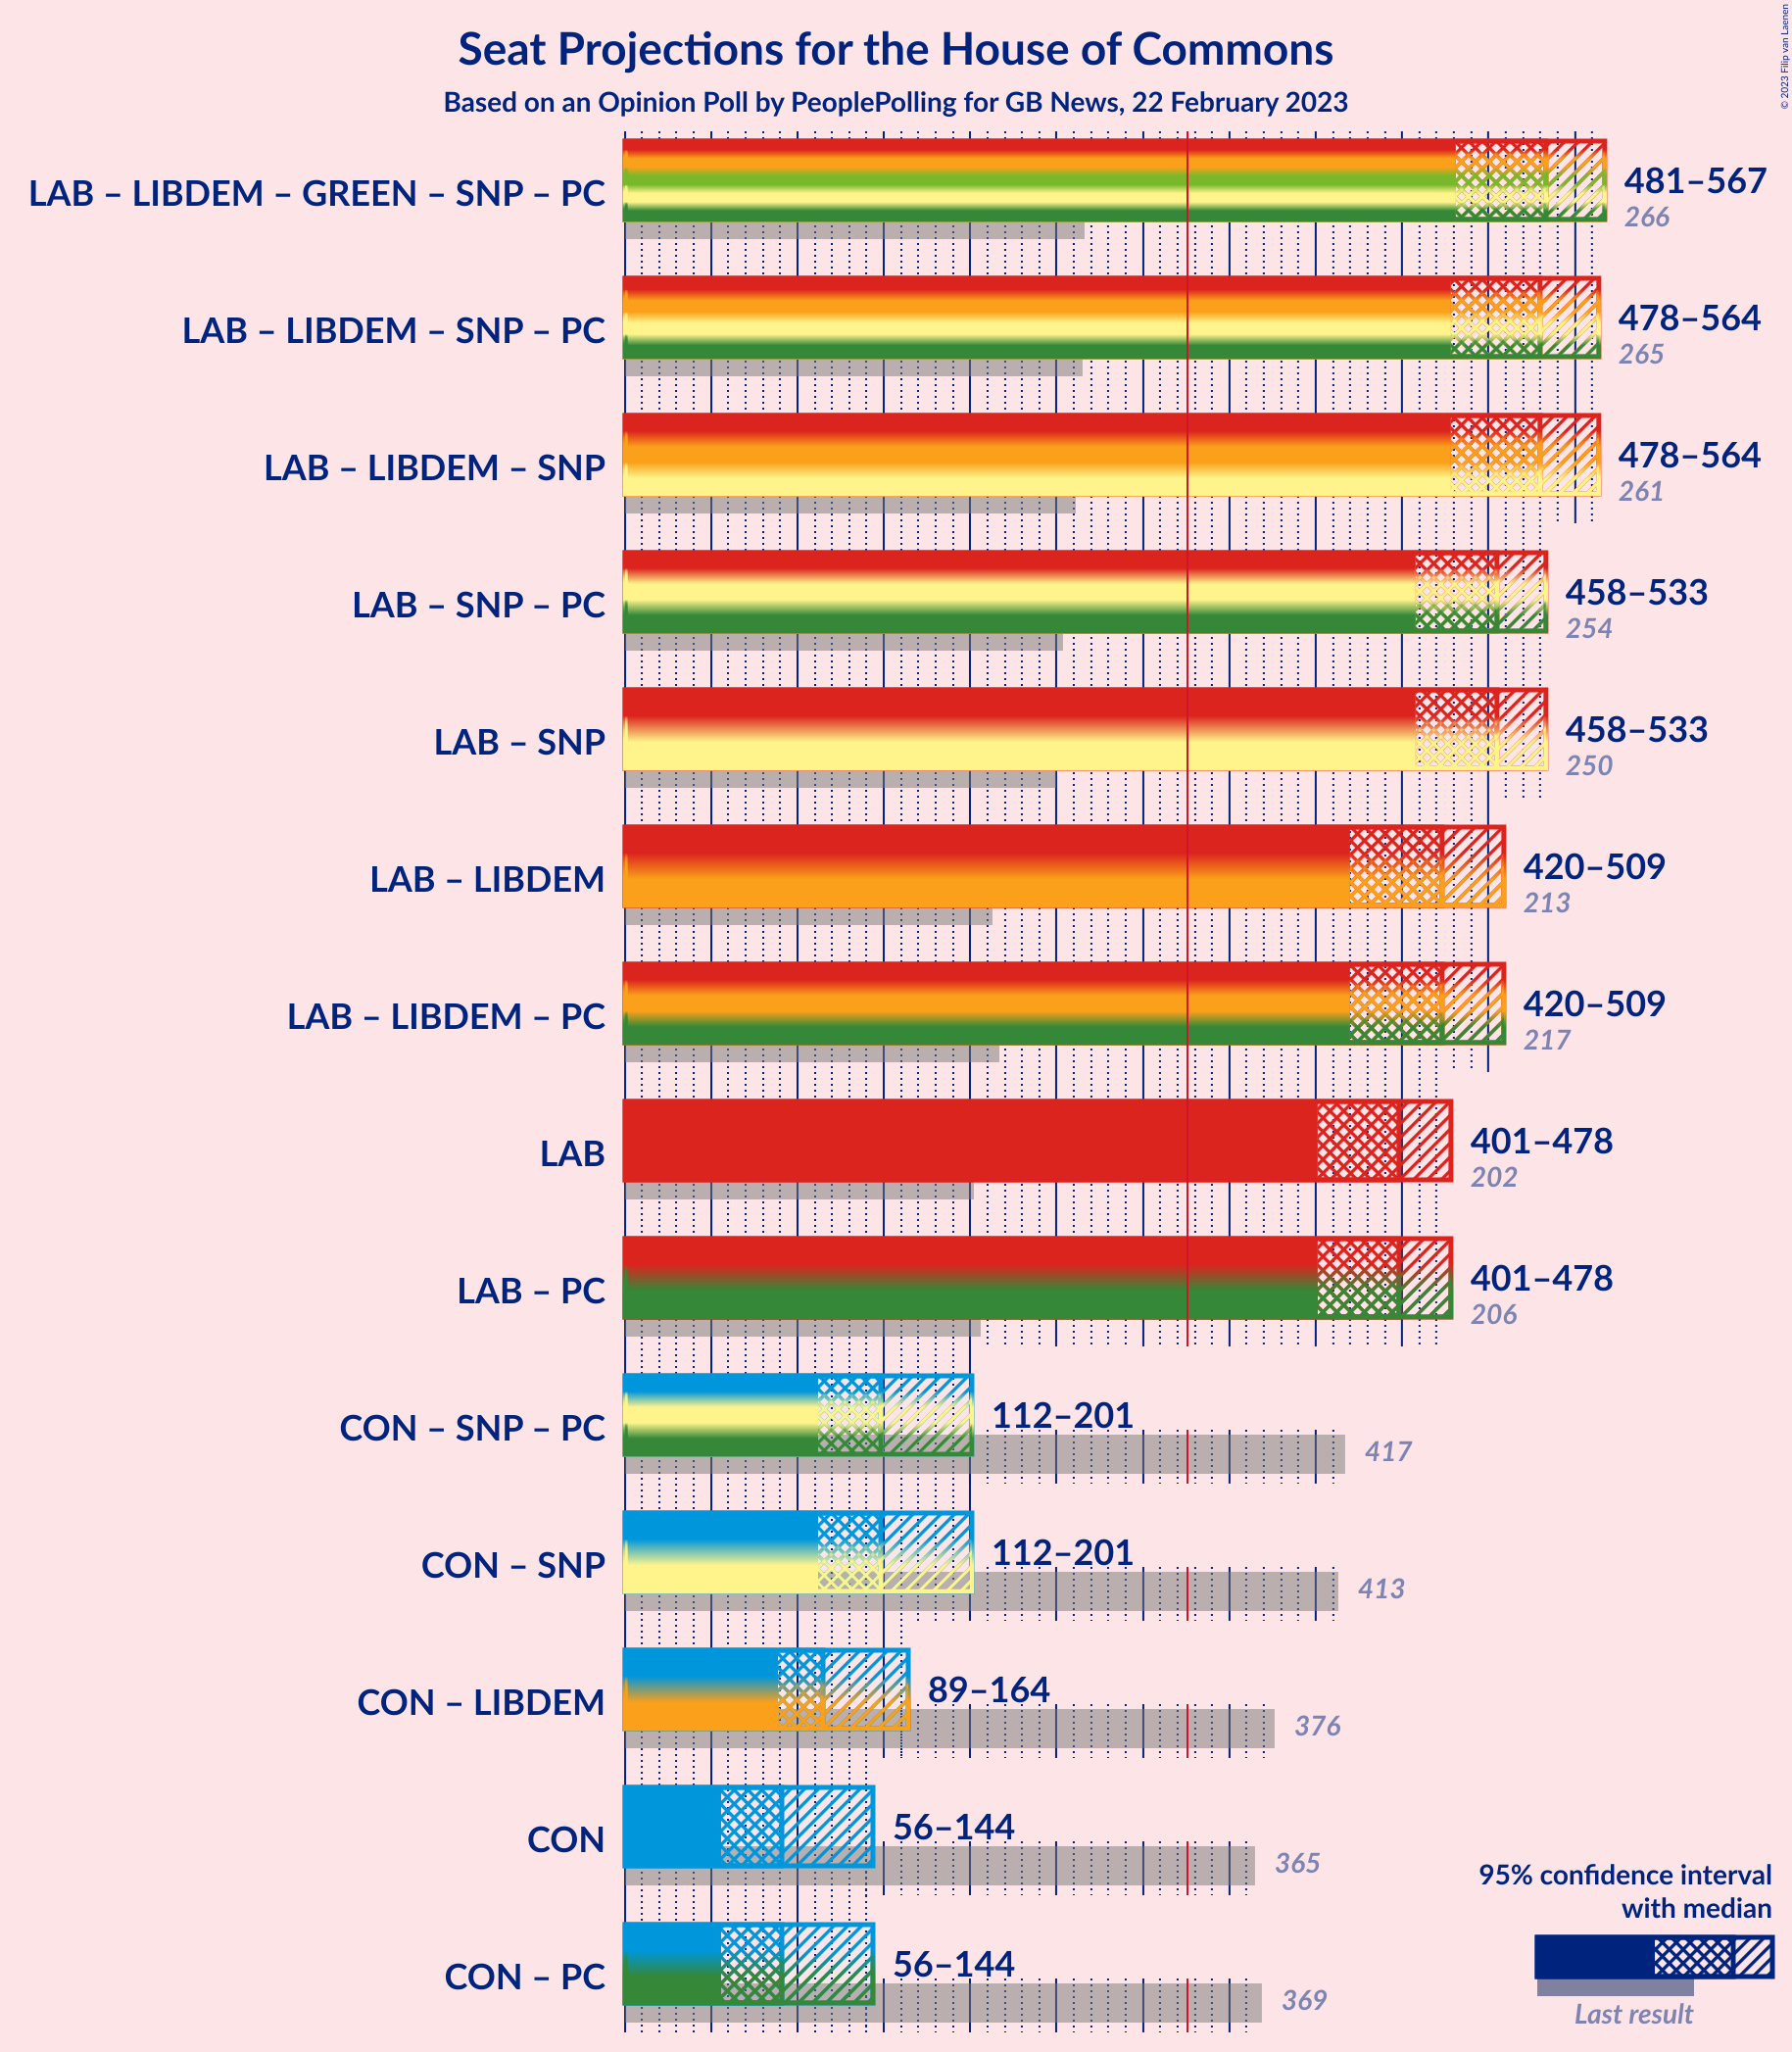 Seat Projections for the House of Commons
Based on an Opinion Poll by PeoplePolling for GB News, 22 February 2023
© 2023 Filip van Laenen
LAB – LIBDEM – GREEN – SNP – PC
481–567
266
LAB – LIBDEM – SNP – PC
478–564
265
LAB – LIBDEM – SNP
478–564
261
LAB – SNP – PC
458–533
254
LAB – SNP
458–533
250
LAB – LIBDEM
420–509
213
LAB – LIBDEM – PC
420–509
217
LAB
401–478
202
LAB – PC
401–478
206
CON – SNP – PC
112–201
417
CON – SNP
112–201
413
CON – LIBDEM
89–164
376
CON
56–144
365
CON – PC
56–144
369
95% confidence interval
with median
Last result